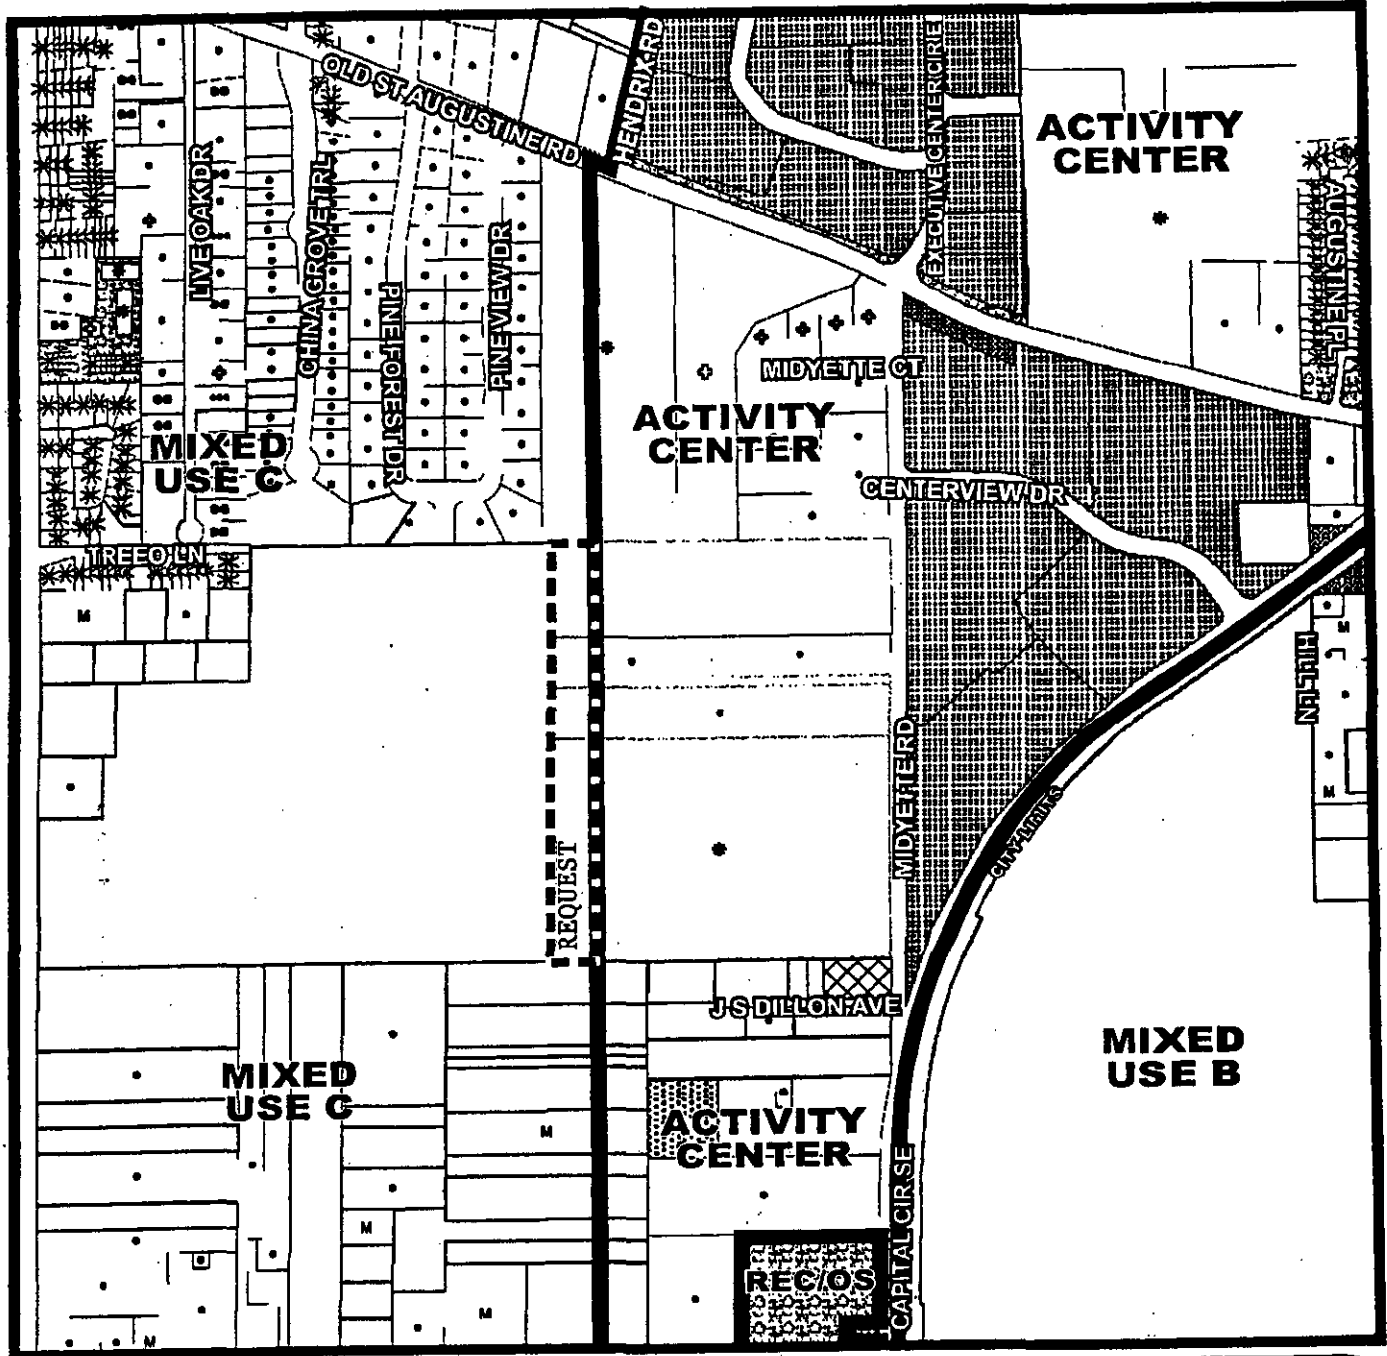 HENDRIX RD
OLD ST AUGUSTINE RD
EXECUTIVE CENTER CIR E
ACTIVITY
CENTER
LIVE OAK DR
CHINA GROVE TRL
PINE FOREST DR
PINEVIEW DR
AUGUSTINE PL
MIDYETTE CT
ACTIVITY
CENTER
MIXED
USE C
CENTERVIEW DR
TREEO LN
M
M
HILL LN
MIDYETTE RD
CITY LIMITS
M
REQUEST
J S DILLON AVE
MIXED
USE B
MIXED
USE C
ACTIVITY
CENTER
M
CAPITAL CIR SE
M
REC/OS
M
M